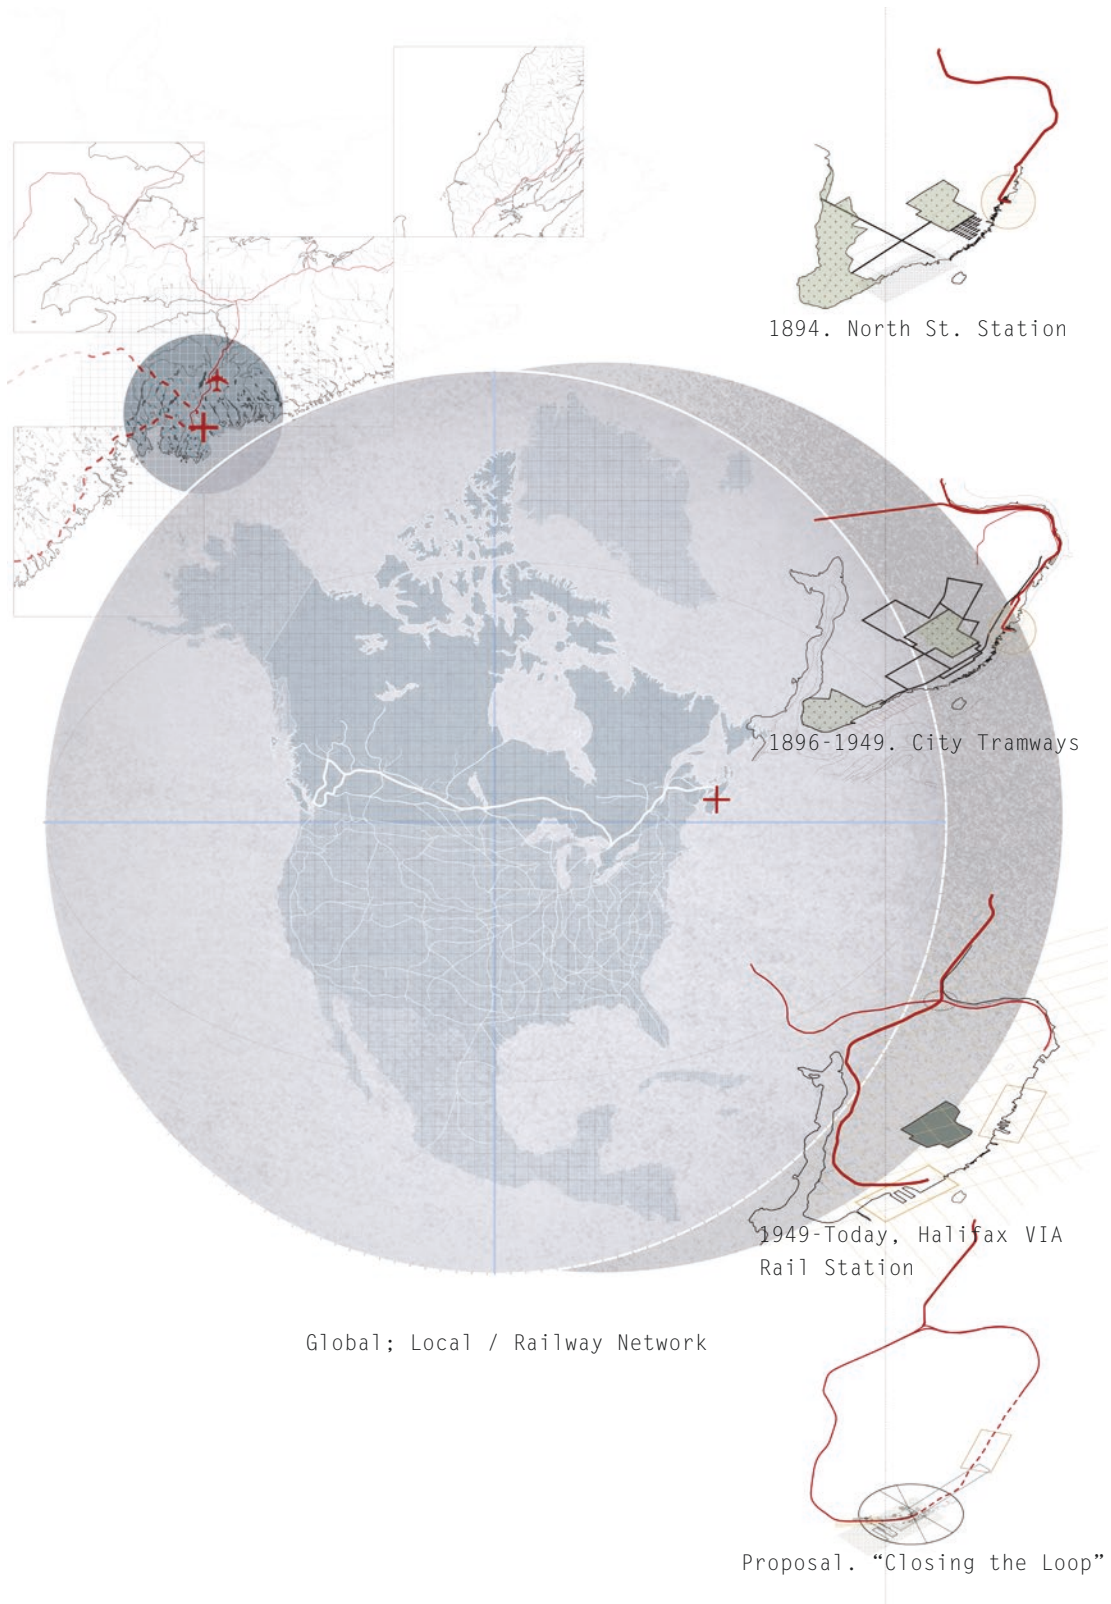 1894. North St. Station
1896-1949. City Tramways
1949-Today, Halifax VIA
Rail Station
Global; Local / Railway Network
Proposal. “Closing the Loop”